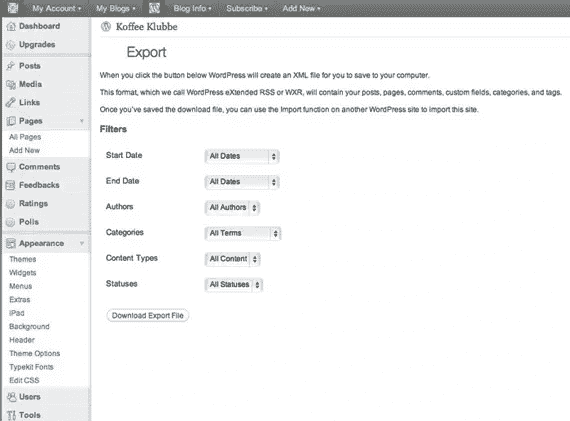 My Account My Blogs Blog Info Subscribe Add New
Dashboard
Upgrades
Posts
Media
Links
Pages
All Pages
Add New
Comments
Feedbacks
Ratings
Polls
Appearance
Themes
Widgets
Menus
Extras
iPad
Background
Header
Theme Options
Typekit Fonts
Edit CSS
Users
Tools
Koffee Klubbe
Export
When you click the button below WordPress will create an XML file for you to save to your computer.
This format, which we call WordPress eXtended RSS or WXR, will contain your posts, pages, comments, custom fields, categories, and tags.
Once you've saved the download file, you can use the Import function on another WordPress site to import this site.
Filters
Start Date All Dates
End Date All Dates
Authors All Authors
Categories All Terms
Content Types All Content
Statuses All Statuses
Download Export File